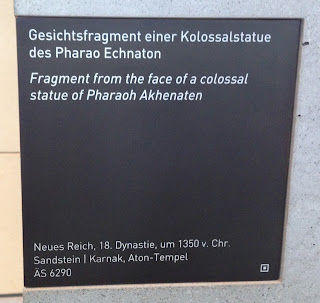 Gesichtsfragment einer Kolossalstatue
des Pharao Echnaton
Fragment from the face of a colossal
statue of Pharaoh Akhenaten
Neues Reich, 18. Dynastie, um 1350 v. Chr.
Sandstein | Karnak, Aton-Tempel
ÄS 6290